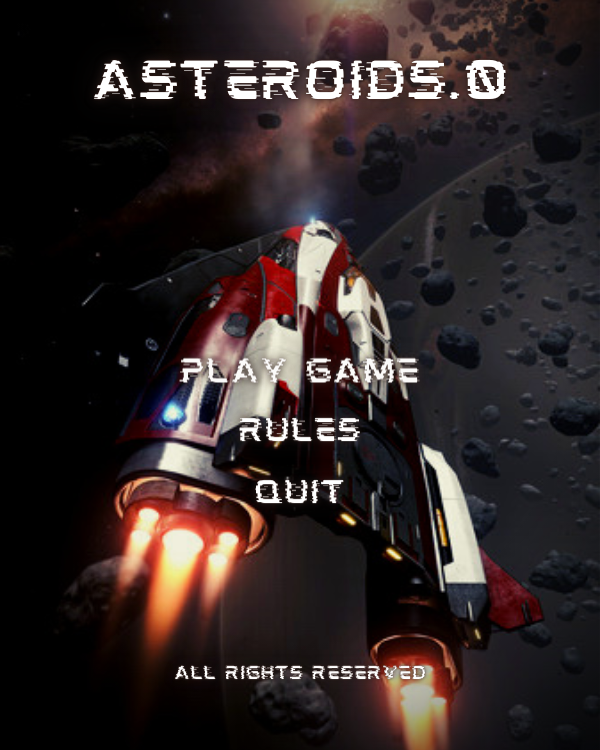 ASTEROIDS.0
PLAY GAME
RULES
QUIT
ALL RIGHTS RESERVED